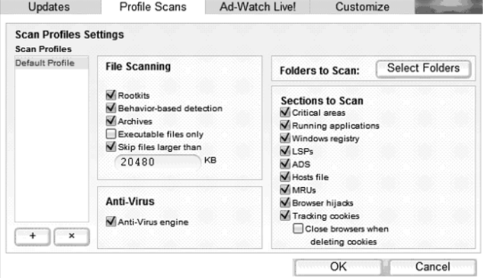 Updates
Profile Scans
Ad-Watch Live!
Customize
Scan Profiles Settings
Scan Profiles
Default Profile
File Scanning
Rootkits
Behavior-based detection
Archives
Executable files only
Skip files larger than
20480 KB
Anti-Virus
Anti-Virus engine
Folders to Scan:
Select Folders
Sections to Scan
Critical areas
Running applications
Windows registry
LSPs
ADS
Hosts file
MRUs
Browser hijacks
Tracking cookies
Close browsers when
deleting cookies
+
×
OK
Cancel